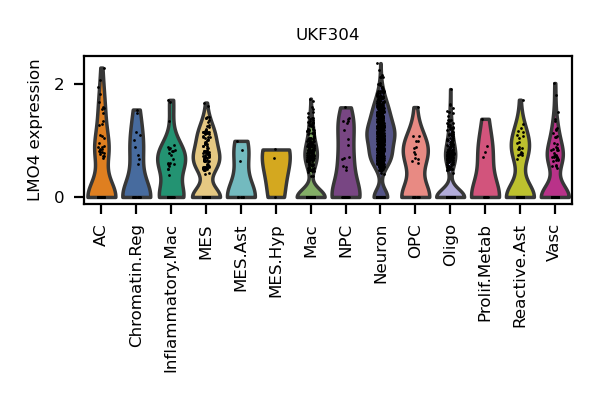 UKF304
LMO4 expression
2
0
AC
Chromatin.Reg
Inflammatory.Mac
MES
MES.Ast
MES.Hyp
Mac
NPC
Neuron
OPC
Oligo
Prolif.Metab
Reactive.Ast
Vasc